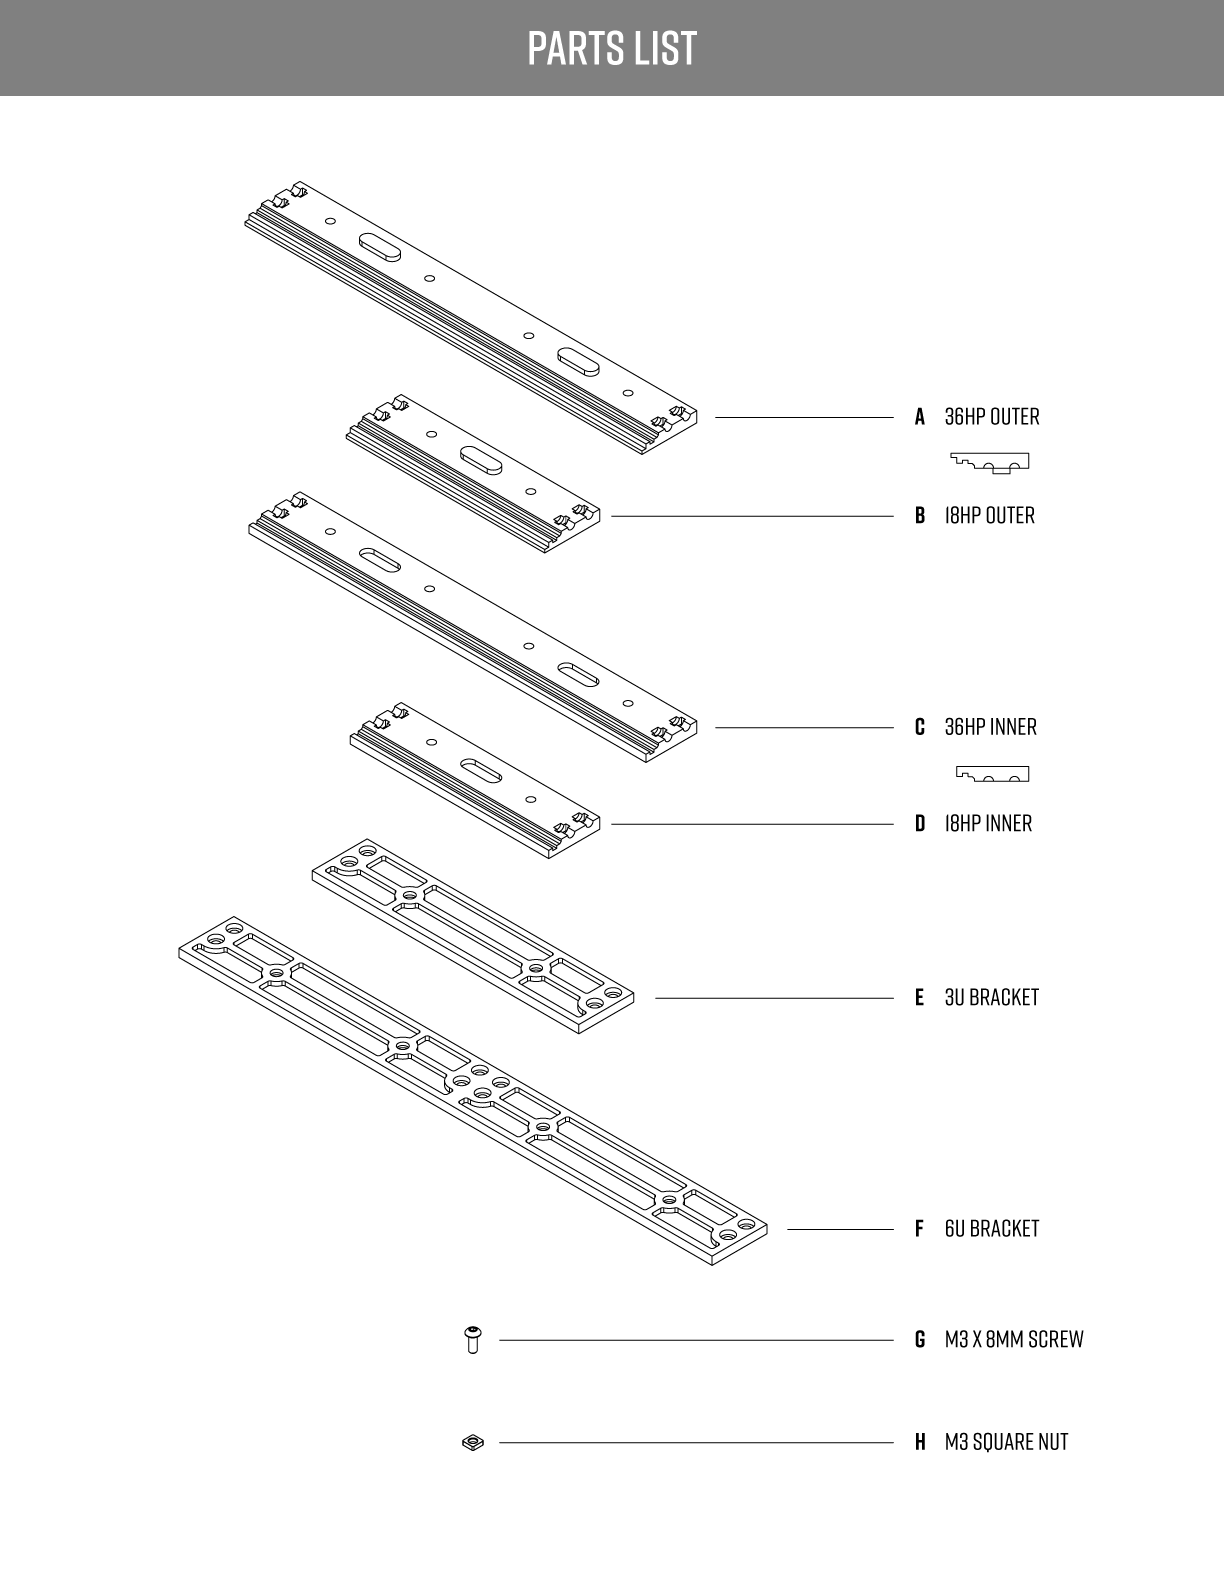 PARTS LIST
A 36HP OUTER
B 18HP OUTER
C 36HP INNER
D 18HP INNER
E 3U BRACKET
F 6U BRACKET
G M3 X 8MM SCREW
H M3 SQUARE NUT